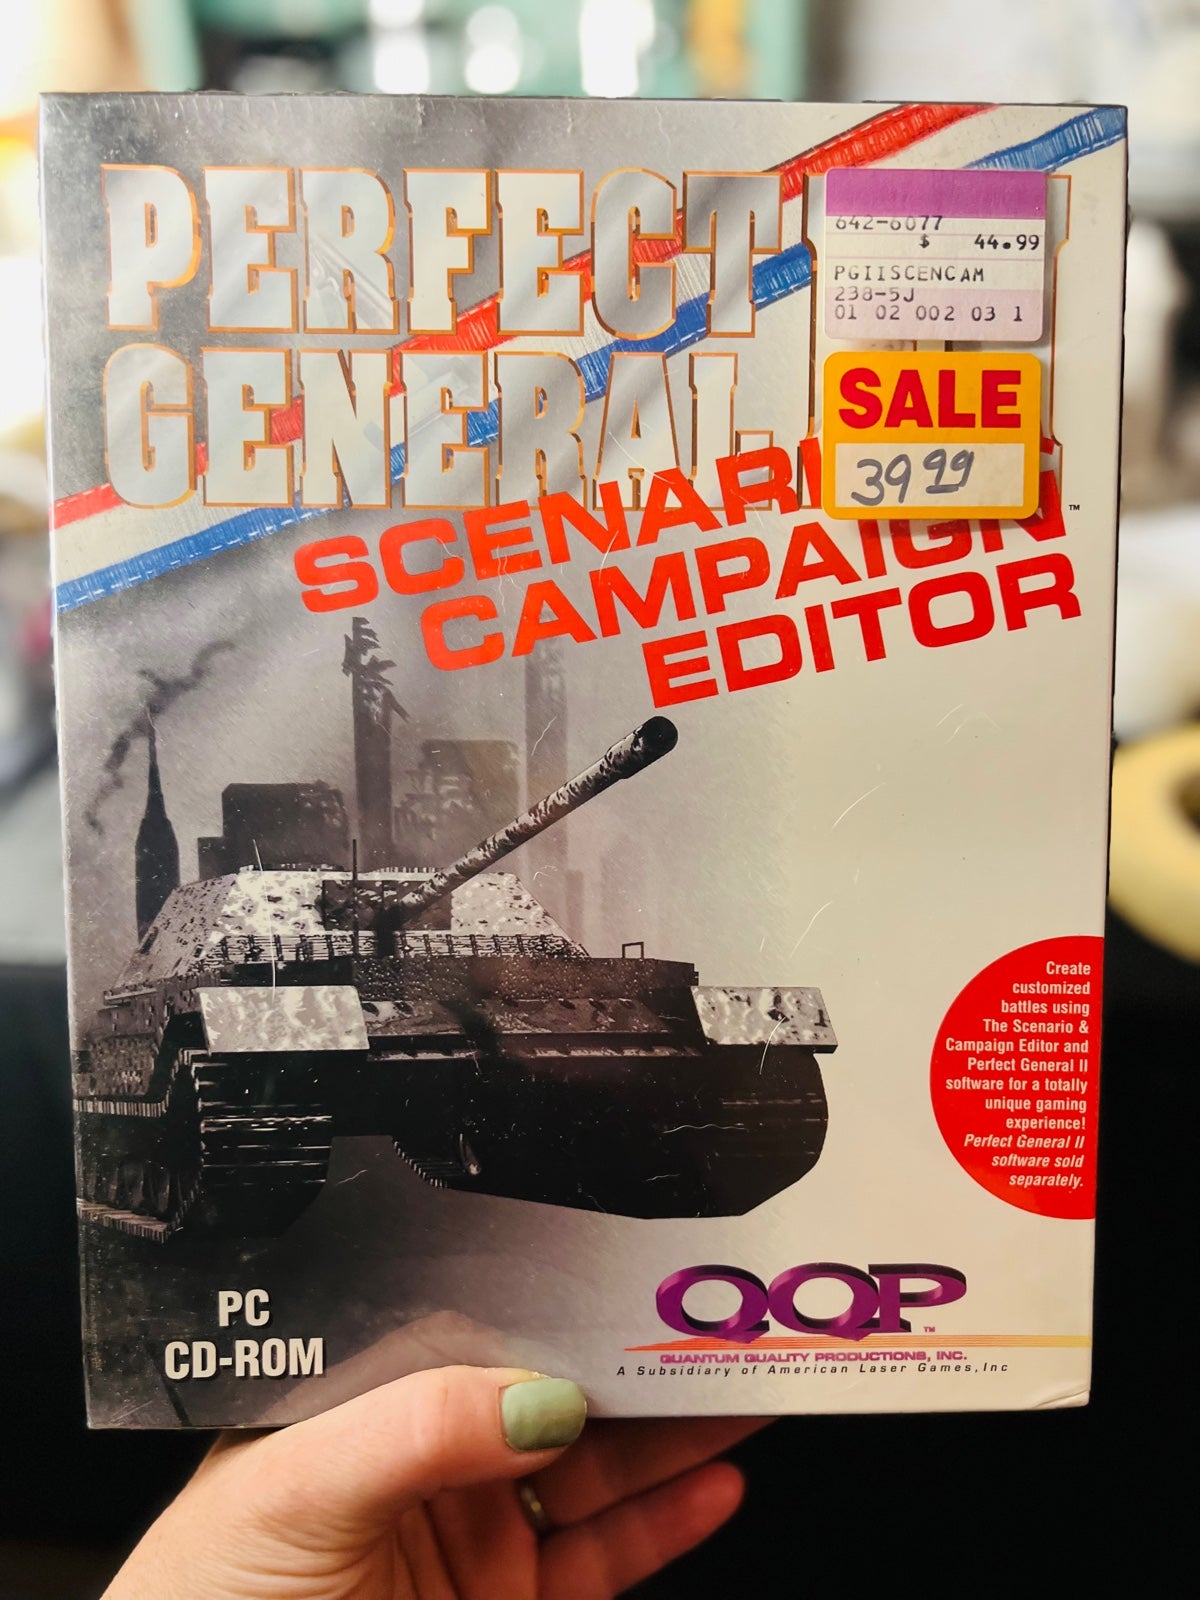 PERFECT
GENERAL
642-6077
$ 44.99
PGIISCENCAM
238-5J
01 02 002 03 1
SALE
39 99
CAMPAIGN
EDITOR
TM
Create
customized
battles using
The Scenario &
Campaign Editor and
Perfect General II
software for a totally
unique gaming
experience!
Perfect General II
software sold
separately.
PC
CD-ROM
QQP
TM
QUANTUM QUALITY PRODUCTIONS, INC.
A Subsidiary of American Laser Games, Inc